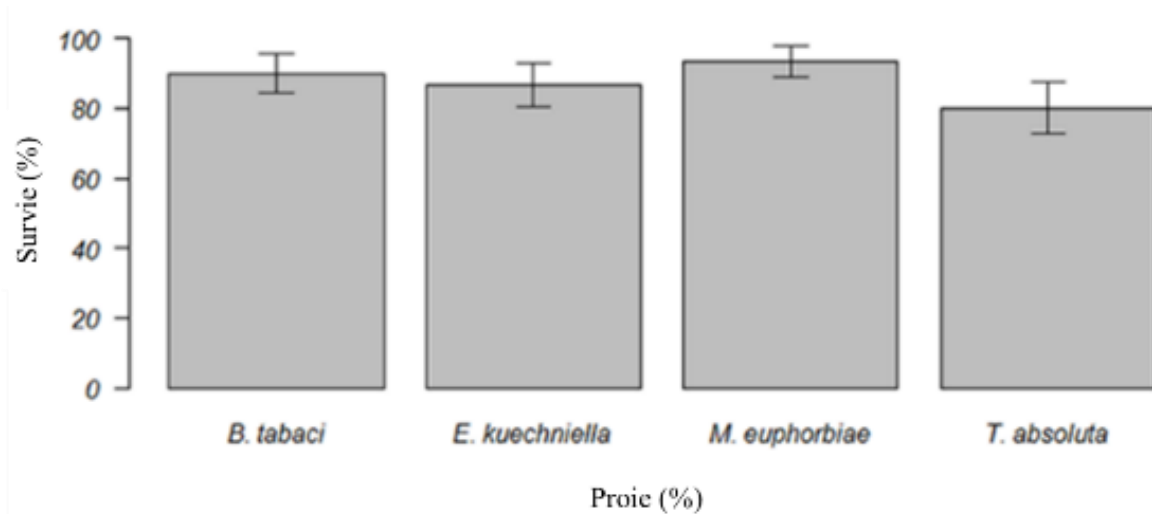 100
80
60
40
20
0
Survie (%)
B. tabaci
E. kuechniella
M. euphorbiae
T. absoluta
Proie (%)